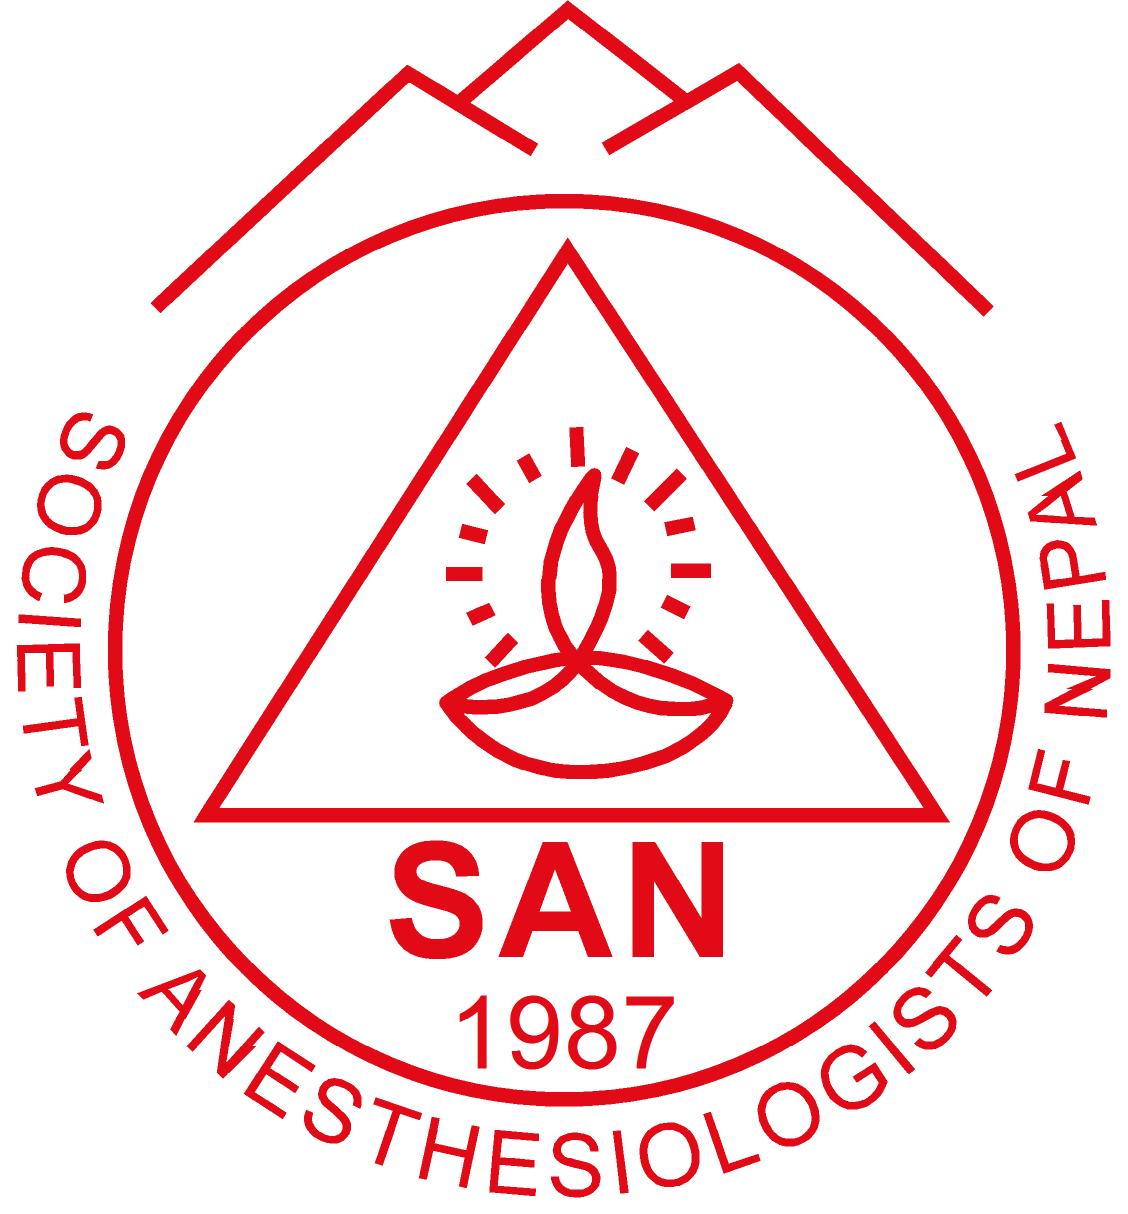 SAN
1987
SOCIETY OF ANESTHESIOLOGISTS OF NEPAL